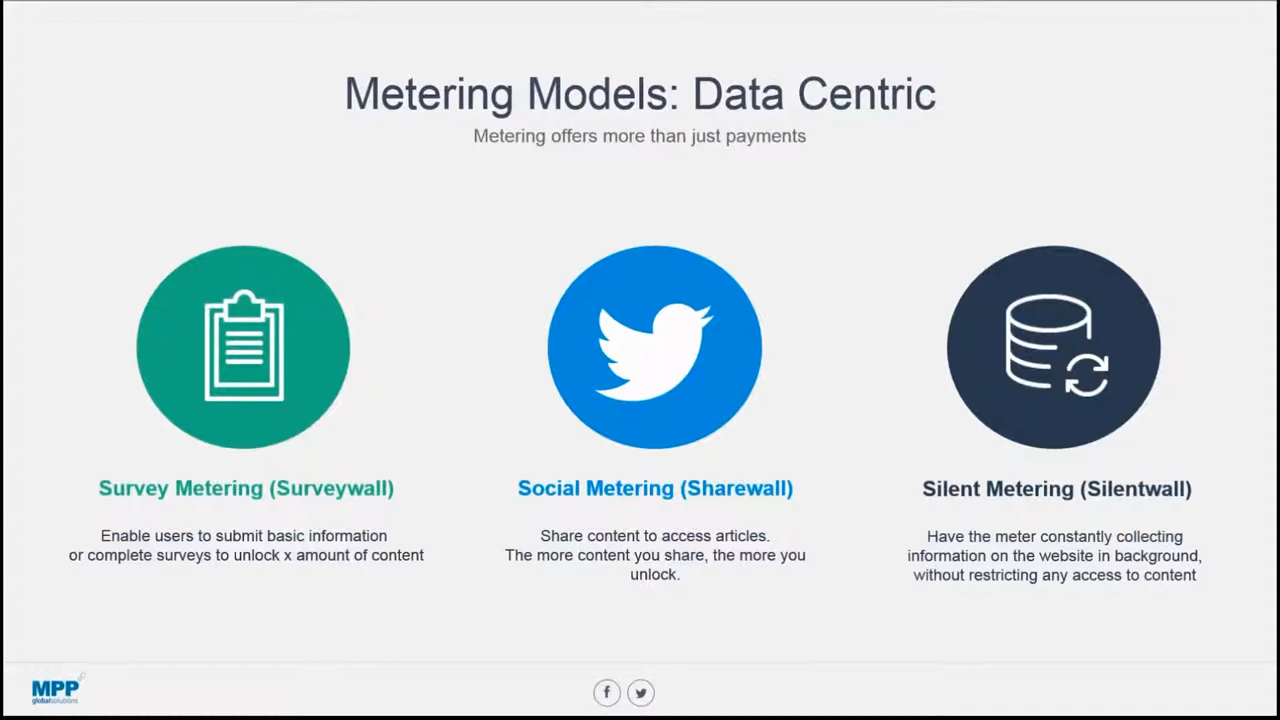 Metering Models: Data Centric
Metering offers more than just payments
Survey Metering (Surveywall)
Enable users to submit basic information
or complete surveys to unlock x amount of content
Social Metering (Sharewall)
Share content to access articles.
The more content you share, the more you
unlock.
Silent Metering (Silentwall)
Have the meter constantly collecting
information on the website in background,
without restricting any access to content
MPP
globalsolutions